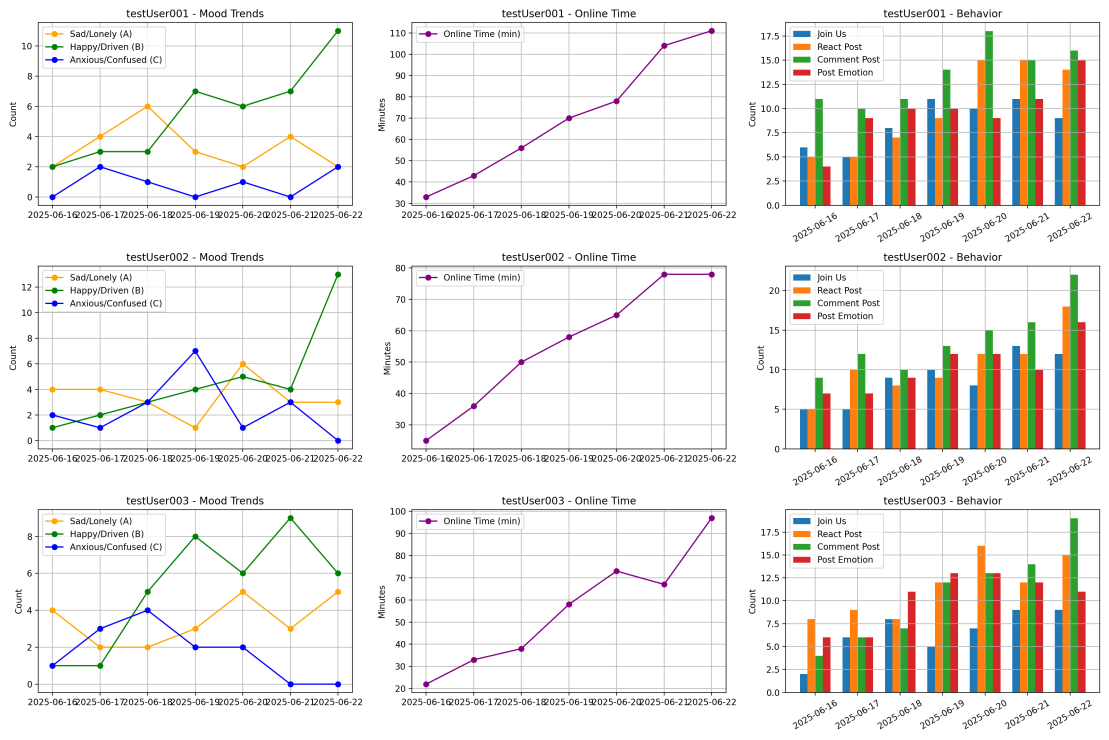 testUser001 - Mood Trends
Sad/Lonely (A)
Happy/Driven (B)
Anxious/Confused (C)
Count
10
8
6
4
2
0
2025-06-16 2025-06-17 2025-06-18 2025-06-19 2025-06-20 2025-06-21 2025-06-22
testUser001 - Online Time
Online Time (min)
Minutes
110
100
90
80
70
60
50
40
30
2025-06-16 2025-06-17 2025-06-18 2025-06-19 2025-06-20 2025-06-21 2025-06-22
testUser001 - Behavior
Join Us
React Post
Comment Post
Post Emotion
Count
17.5
15.0
12.5
10.0
7.5
5.0
2.5
0.0
2025-06-16 2025-06-17 2025-06-18 2025-06-19 2025-06-20 2025-06-21 2025-06-22
testUser002 - Mood Trends
Sad/Lonely (A)
Happy/Driven (B)
Anxious/Confused (C)
Count
12
10
8
6
4
2
0
2025-06-16 2025-06-17 2025-06-18 2025-06-19 2025-06-20 2025-06-21 2025-06-22
testUser002 - Online Time
Online Time (min)
Minutes
80
70
60
50
40
30
2025-06-16 2025-06-17 2025-06-18 2025-06-19 2025-06-20 2025-06-21 2025-06-22
testUser002 - Behavior
Join Us
React Post
Comment Post
Post Emotion
Count
20
15
10
5
0
2025-06-16 2025-06-17 2025-06-18 2025-06-19 2025-06-20 2025-06-21 2025-06-22
testUser003 - Mood Trends
Sad/Lonely (A)
Happy/Driven (B)
Anxious/Confused (C)
Count
8
6
4
2
0
2025-06-16 2025-06-17 2025-06-18 2025-06-19 2025-06-20 2025-06-21 2025-06-22
testUser003 - Online Time
Online Time (min)
Minutes
100
90
80
70
60
50
40
30
20
2025-06-16 2025-06-17 2025-06-18 2025-06-19 2025-06-20 2025-06-21 2025-06-22
testUser003 - Behavior
Join Us
React Post
Comment Post
Post Emotion
Count
17.5
15.0
12.5
10.0
7.5
5.0
2.5
0.0
2025-06-16 2025-06-17 2025-06-18 2025-06-19 2025-06-20 2025-06-21 2025-06-22